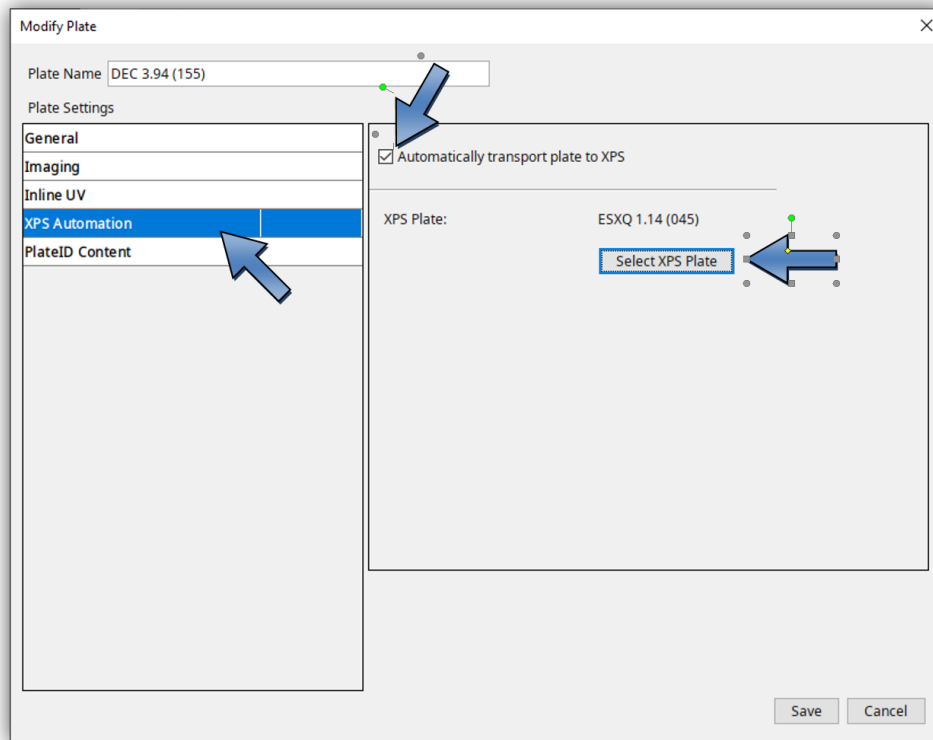 Modify Plate
Plate Name DEC 3.94 (155)
Plate Settings
General
Imaging
Inline UV
XPS Automation
PlateID Content
Automatically transport plate to XPS
XPS Plate: ESXQ 1.14 (045)
Select XPS Plate
Save Cancel